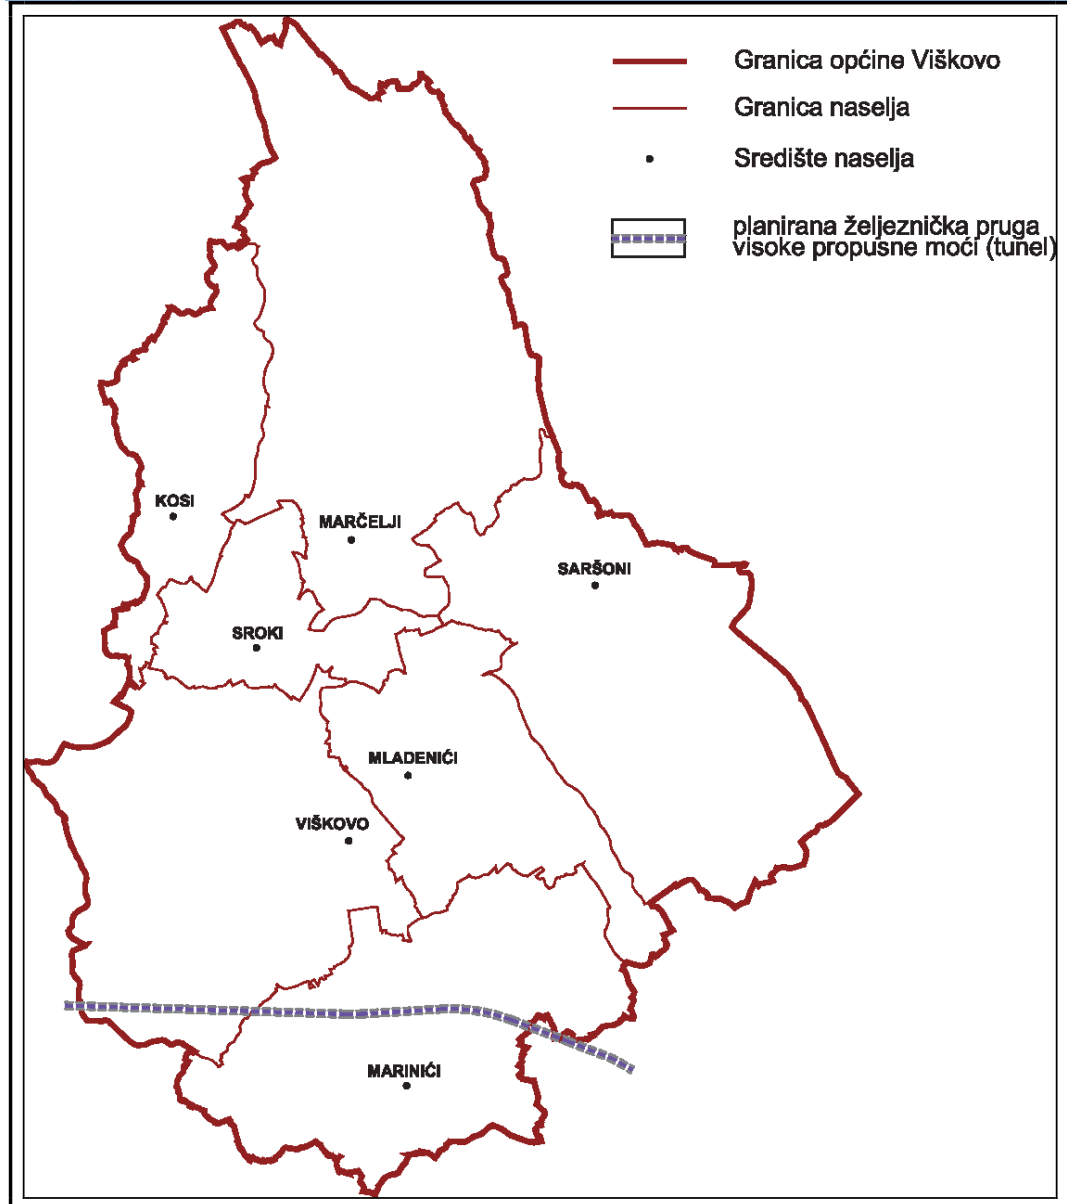 Granica općine Viškovo
Granica naselja
Središte naselja
planirana željeznička pruga
visoke propusne moći (tunel)
KOSI
MARČELJI
SARŠONI
SROKI
MLADENIĆI
VIŠKOVO
MARINIĆI